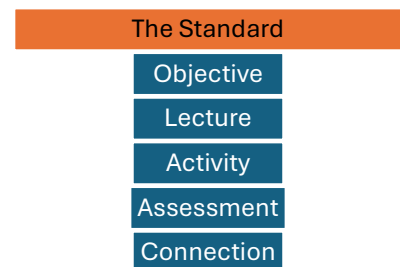 The Standard
Objective
Lecture
Activity
Assessment
Connection